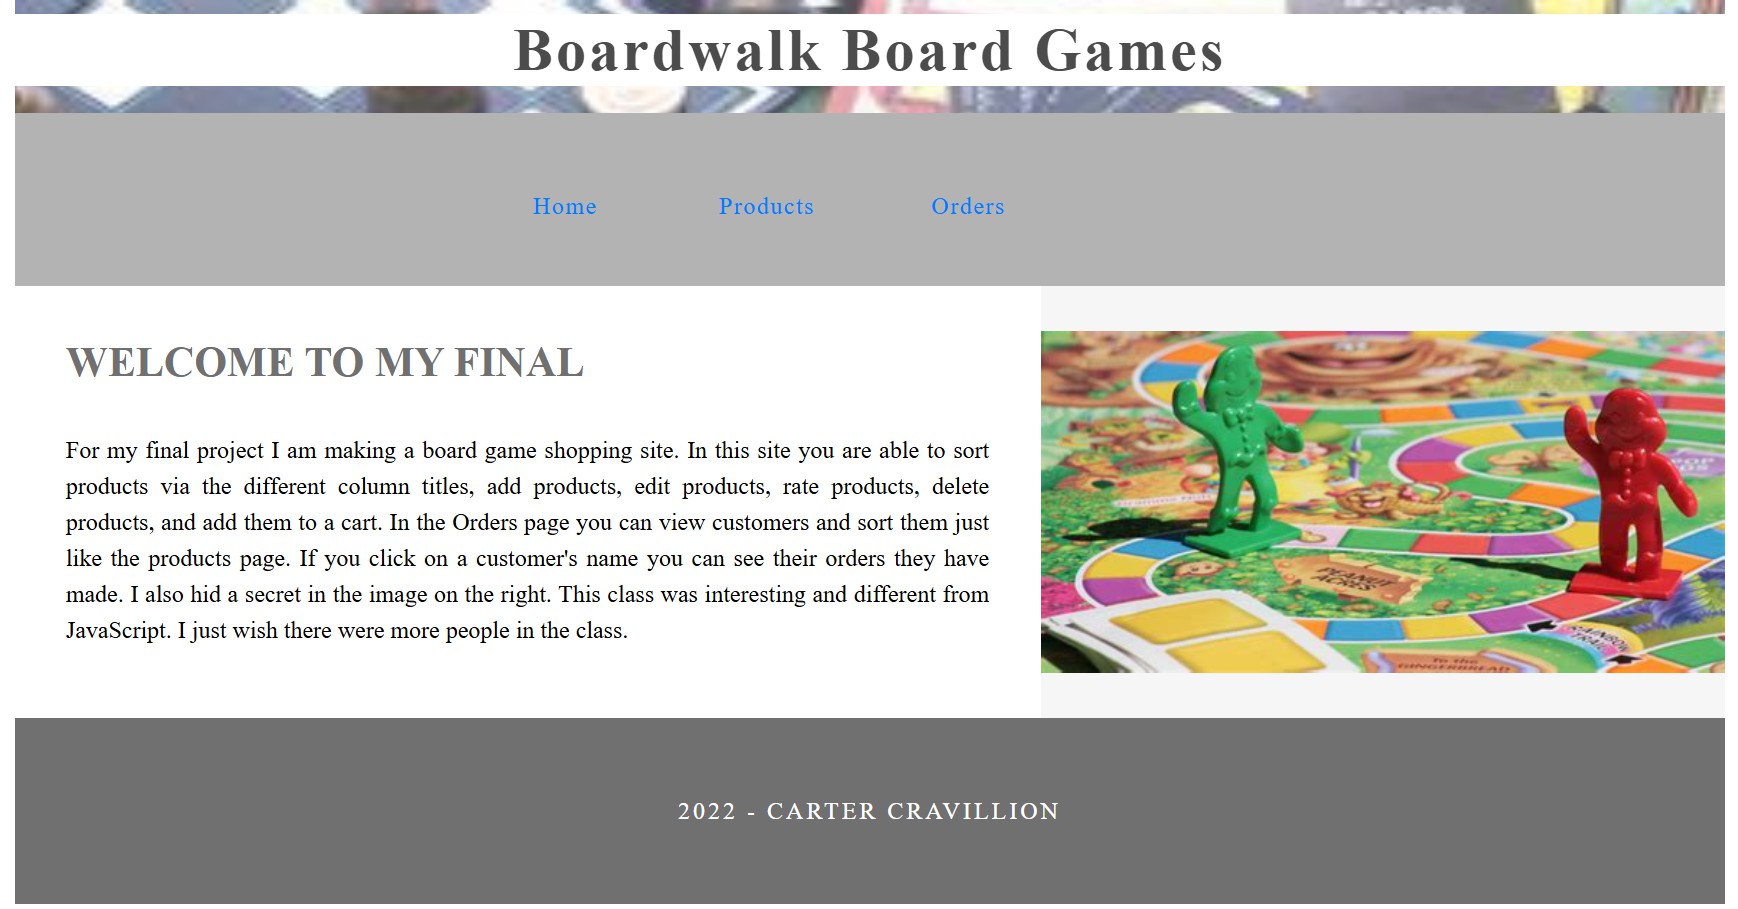 Boardwalk Board Games
Home Products Orders
WELCOME TO MY FINAL
For my final project I am making a board game shopping site. In this site you are able to sort
products via the different column titles, add products, edit products, rate products, delete
products, and add them to a cart. In the Orders page you can view customers and sort them just
like the products page. If you click on a customer's name you can see their orders they have
made. I also hid a secret in the image on the right. This class was interesting and different from
JavaScript. I just wish there were more people in the class.
PEANUT
ACRES
RAINBOW
TRAIL
To the
GINGERBREAD
2022 - CARTER CRAVILLION